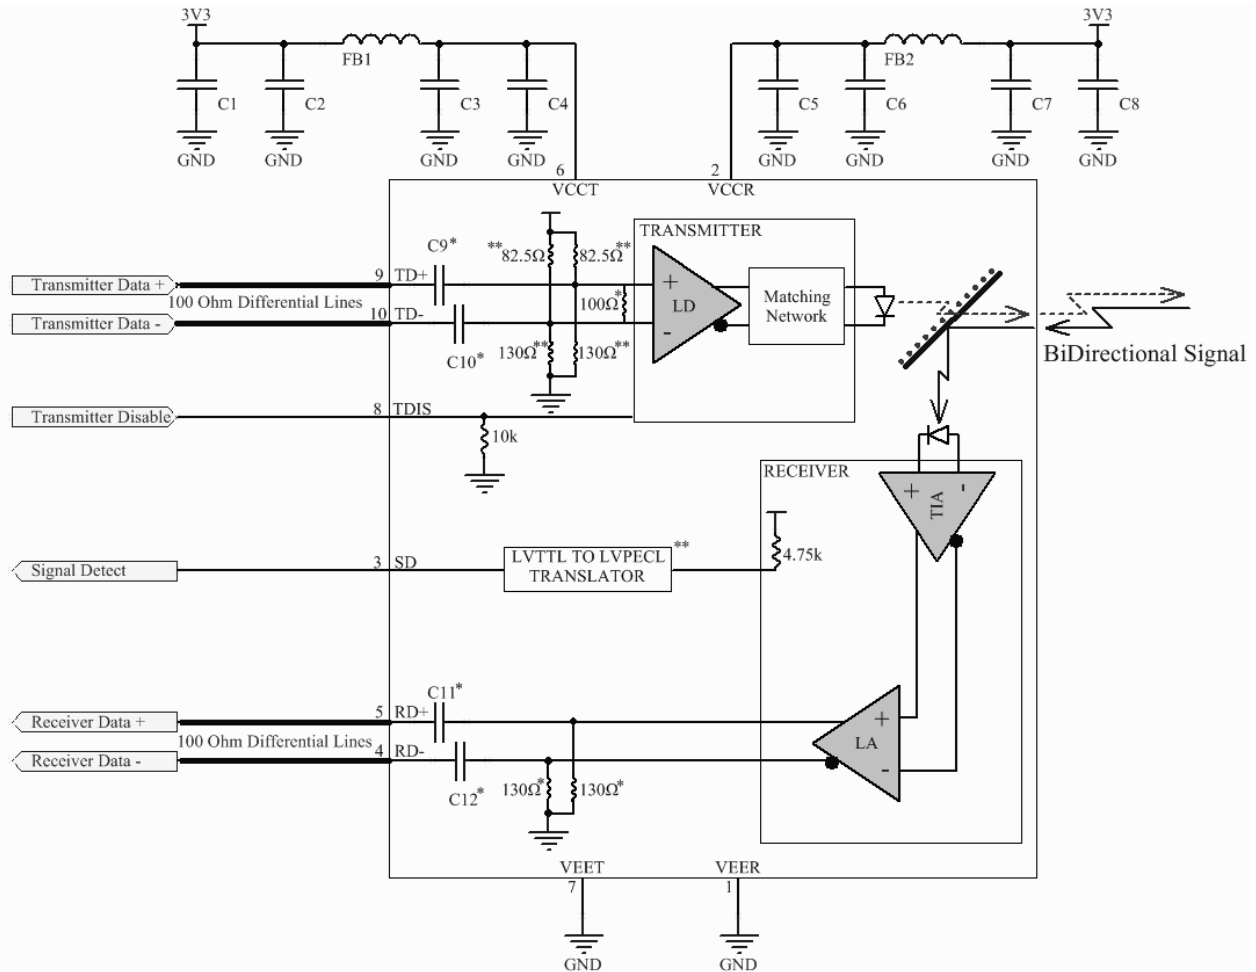 3V3
3V3
FB1
FB2
C1
C2
C3
C4
C5
C6
C7
C8
GND
GND
GND
GND
GND
GND
GND
GND
6
2
VCCT
VCCR
TRANSMITTER
C9*
**
82.5Ω
82.5Ω**
Transmitter Data +
9
TD+
+
LD
-
100Ω*
Matching
Network
100 Ohm Differential Lines
Transmitter Data -
10
TD-
C10*
130Ω**
130Ω**
BiDirectional Signal
Transmitter Disable
8
TDIS
10k
RECEIVER
+
-
TIA
4.75k
Signal Detect
3
SD
LVTTL TO LVPECL
TRANSLATOR
**
C11*
Receiver Data +
5
RD+
+
LA
-
100 Ohm Differential Lines
Receiver Data -
4
RD-
C12*
130Ω*
130Ω*
VEET
VEER
7
1
GND
GND